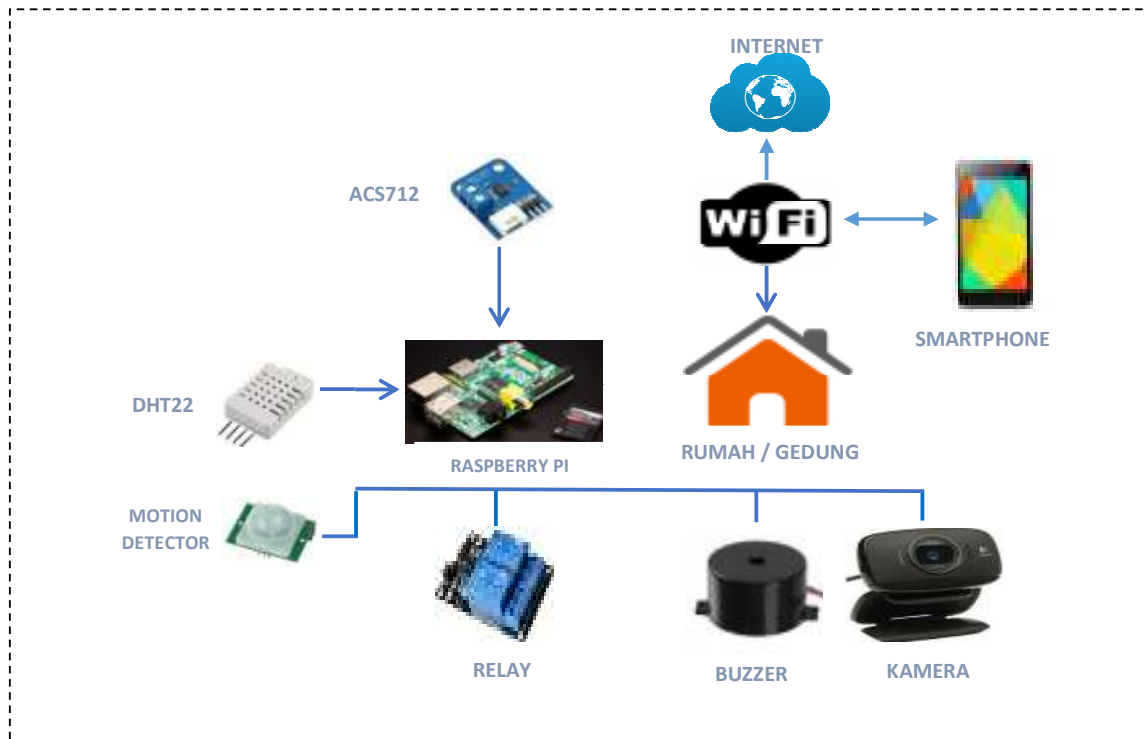 INTERNET
ACS712
WiFi
SMARTPHONE
DHT22
RUMAH / GEDUNG
RASPBERRY PI
MOTION
DETECTOR
RELAY
BUZZER
KAMERA